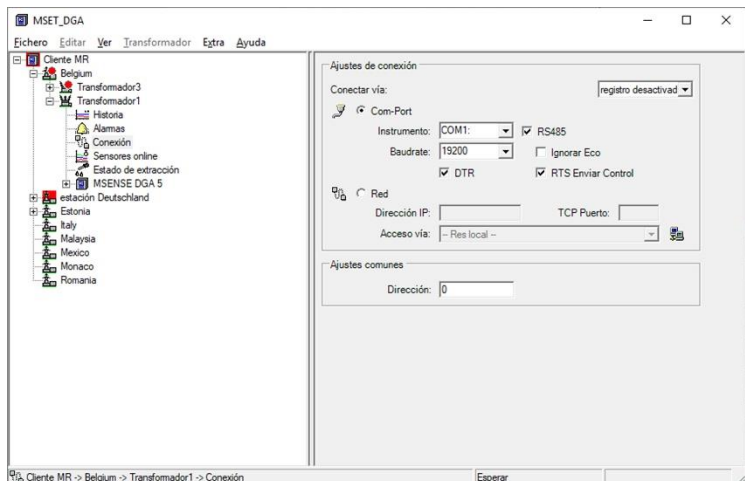 MSET_DGA
Fichero Editar Ver Transformador Extra Ayuda
Cliente MR
Belgium
Transformador3
Transformador1
Historia
Alarmas
Conexión
Sensores online
Estado de extracción
MSENSE DGA 5
estación Deutschland
Estonia
Italy
Malaysia
Mexico
Monaco
Romania
Ajustes de conexión
Conectar vía: registro desactivad
Com-Port
Instrumento: COM1: RS485
Baudrate: 19200 Ignorar Eco
DTR RTS Enviar Control
Red
Dirección IP: TCP Puerto:
Acceso vía: -- Res local --
Ajustes comunes
Dirección: 0
Cliente MR -> Belgium -> Transformador1 -> Conexión Esperar